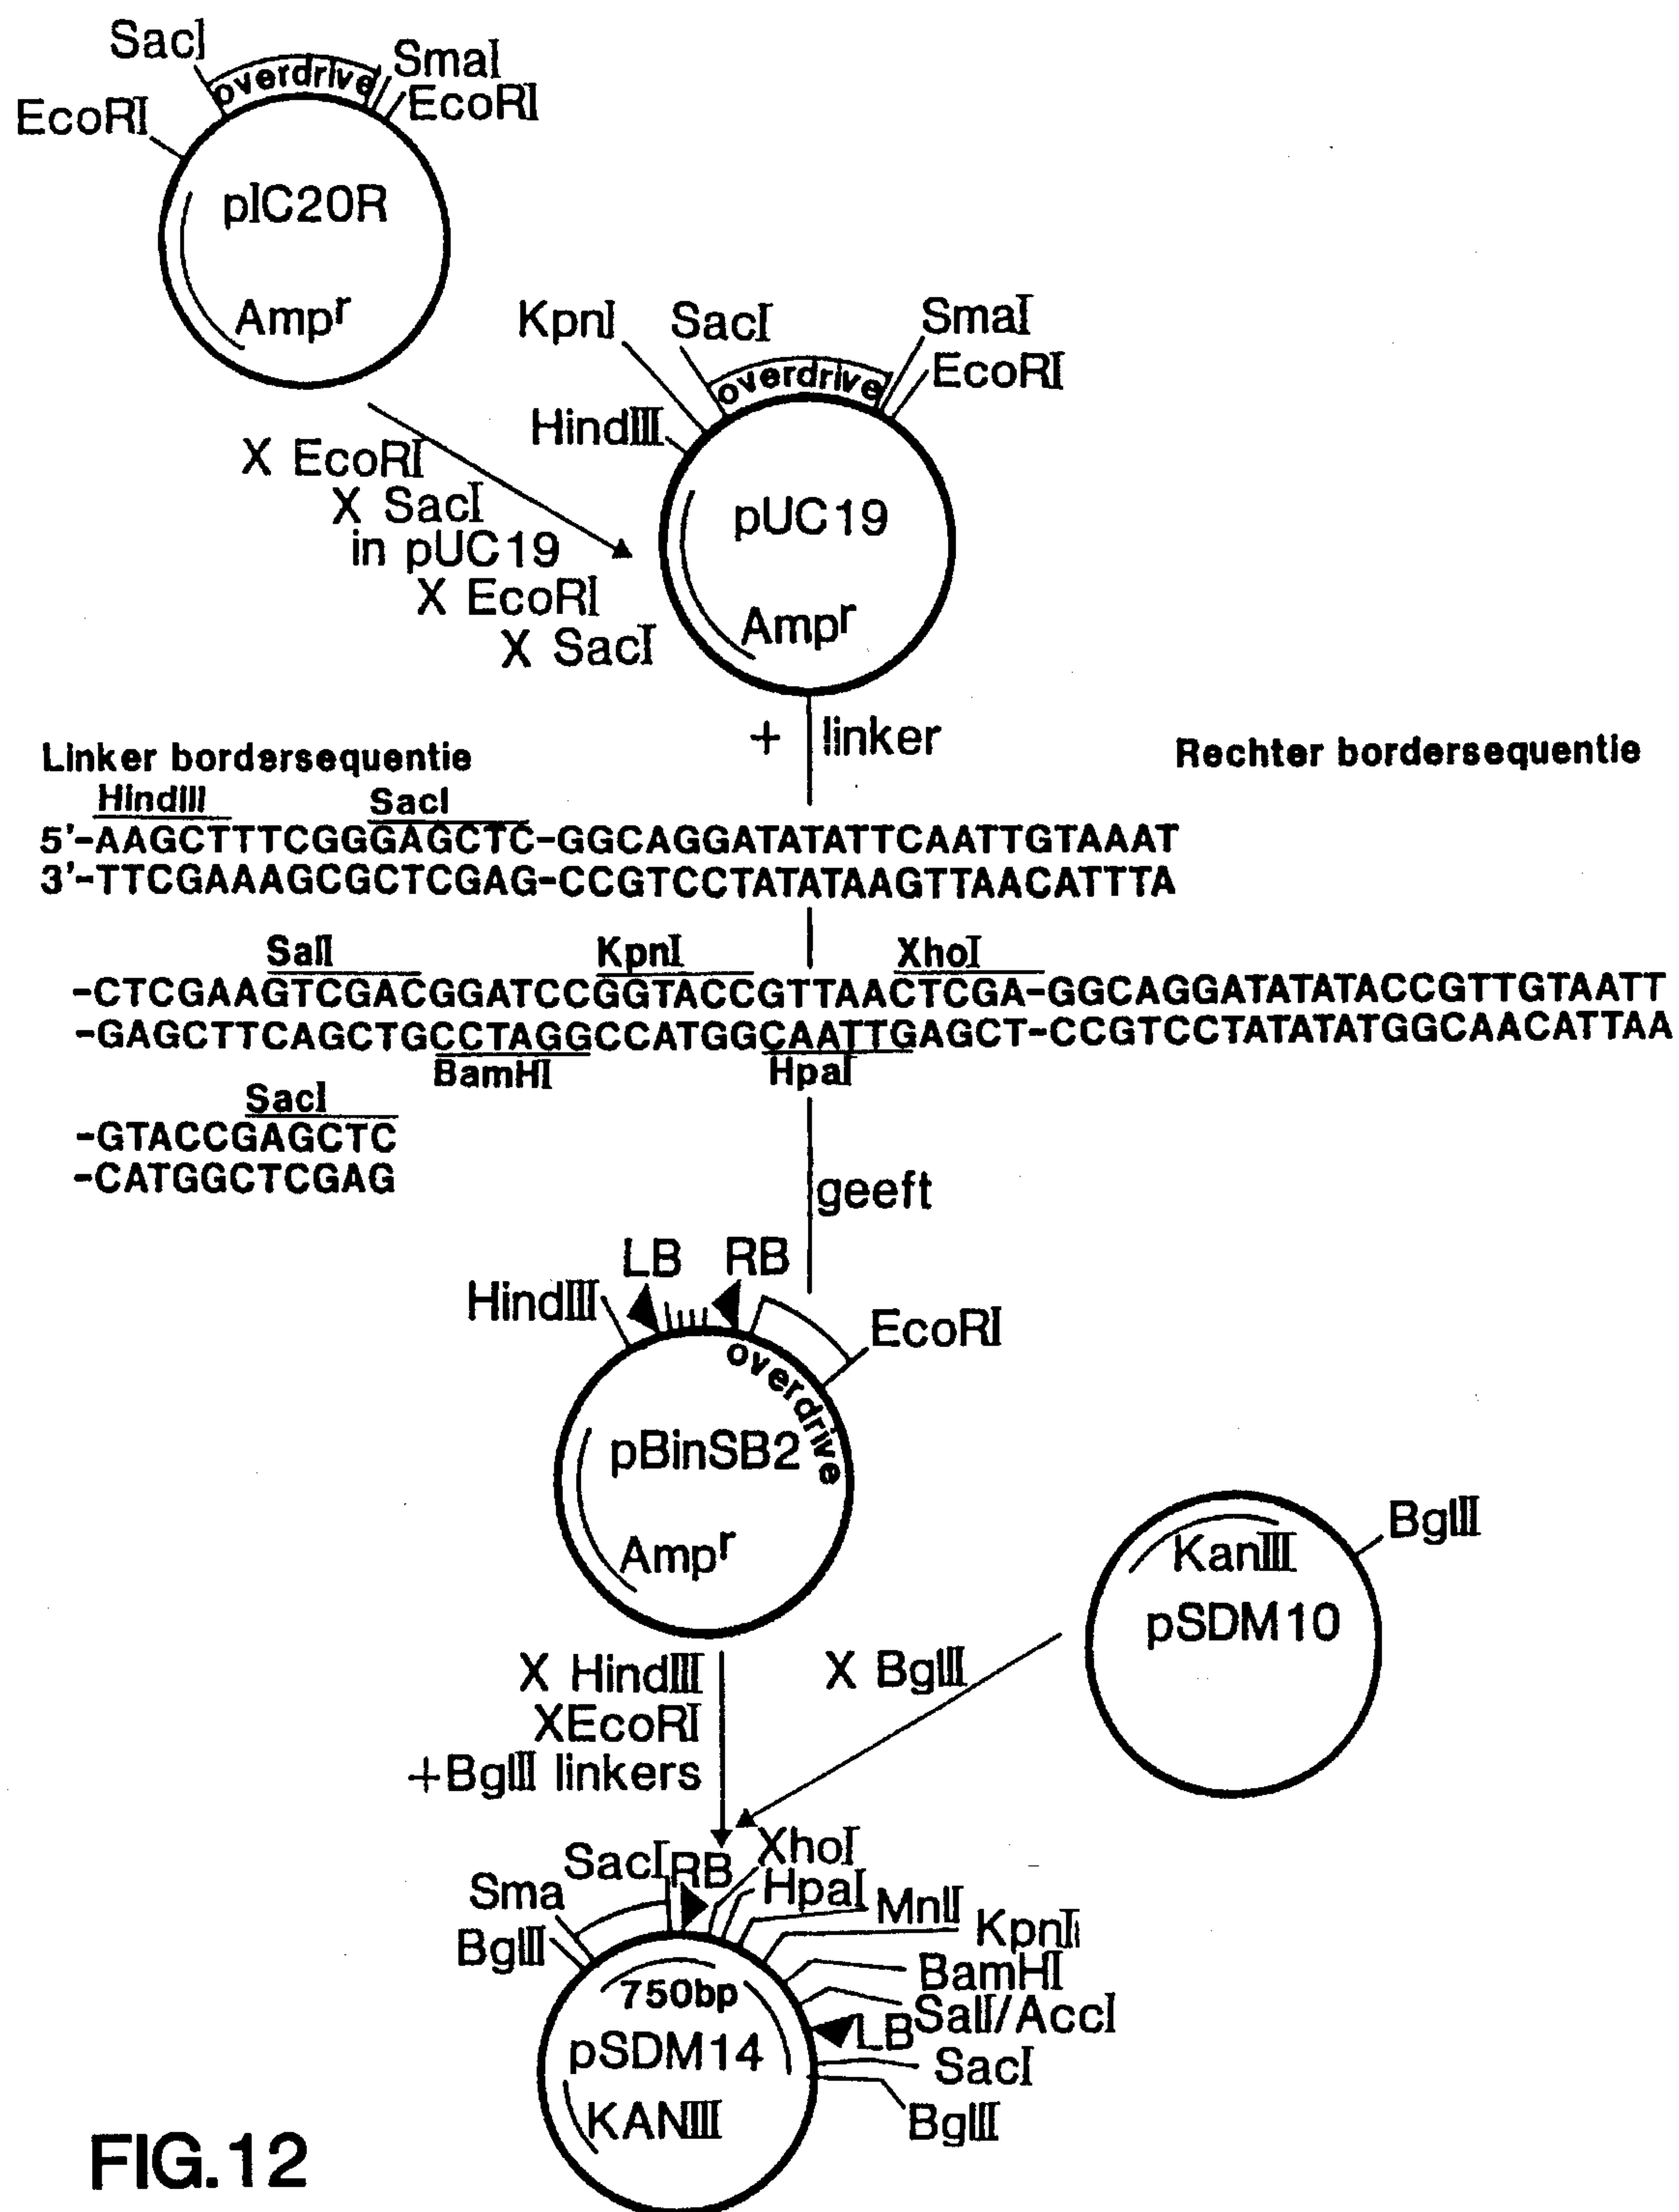 SacI
overdrive
SmaI
EcoRI
EcoRI
pIC20R
Ampr
KpnI
SacI
overdrive
SmaI
EcoRI
HindIII
pUC19
Ampr
X EcoRI
X SacI
in pUC19
X EcoRI
X SacI
+ linker
Linker bordersequentie
Rechter bordersequentie
HindIII SacI
5'-AAGCTTTCGGGAGCTC-GGCAGGATATATTCAATTGTAAAT
3'-TTCGAAAGCGCTCGAG-CCGTCCTATATAAGTTAACATTTA
SalI KpnI XhoI
-CTCGAAGTCGACGGATCCGGTACCGTTAACTCGA-GGCAGGATATATACCGTTGTAATT
-GAGCTTCAGCTGCCTAGGCCATGGCAATTGAGCT-CCGTCCTATATATGGCAACATTAA
BamHI HpaI
SacI
-GTACCGAGCTC
-CATGGCTCGAG
geeft
LB RB
HindIII
EcoRI
overdrive
pBinSB2
Ampr
BglII
KanIII
pSDM10
X HindIII
XEcoRI
+BglII linkers
X BglII
SacI
RB
XhoI
HpaI
MnlI
KpnI
Sma
BglII
BamHI
SalI/AccI
LB
SacI
BglII
750bp
pSDM14
KANIII
FIG.12